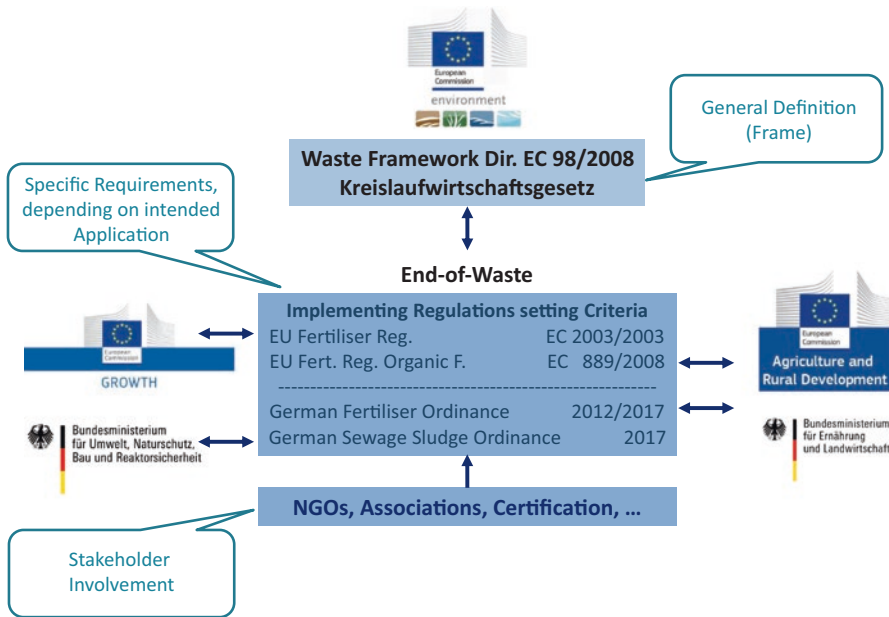 European
Commission
environment
General Definition
(Frame)
Waste Framework Dir. EC 98/2008
Kreislaufwirtschaftsgesetz
Specific Requirements,
depending on intended
Application
End-of-Waste
Implementing Regulations setting Criteria
EU Fertiliser Reg. EC 2003/2003
EU Fert. Reg. Organic F. EC 889/2008
German Fertiliser Ordinance 2012/2017
German Sewage Sludge Ordinance 2017
European
Commission
GROWTH
Bundesministerium
für Umwelt, Naturschutz,
Bau und Reaktorsicherheit
European
Commission
Agriculture and
Rural Development
Bundesministerium
für Ernährung
und Landwirtschaft
NGOs, Associations, Certification, ...
Stakeholder
Involvement